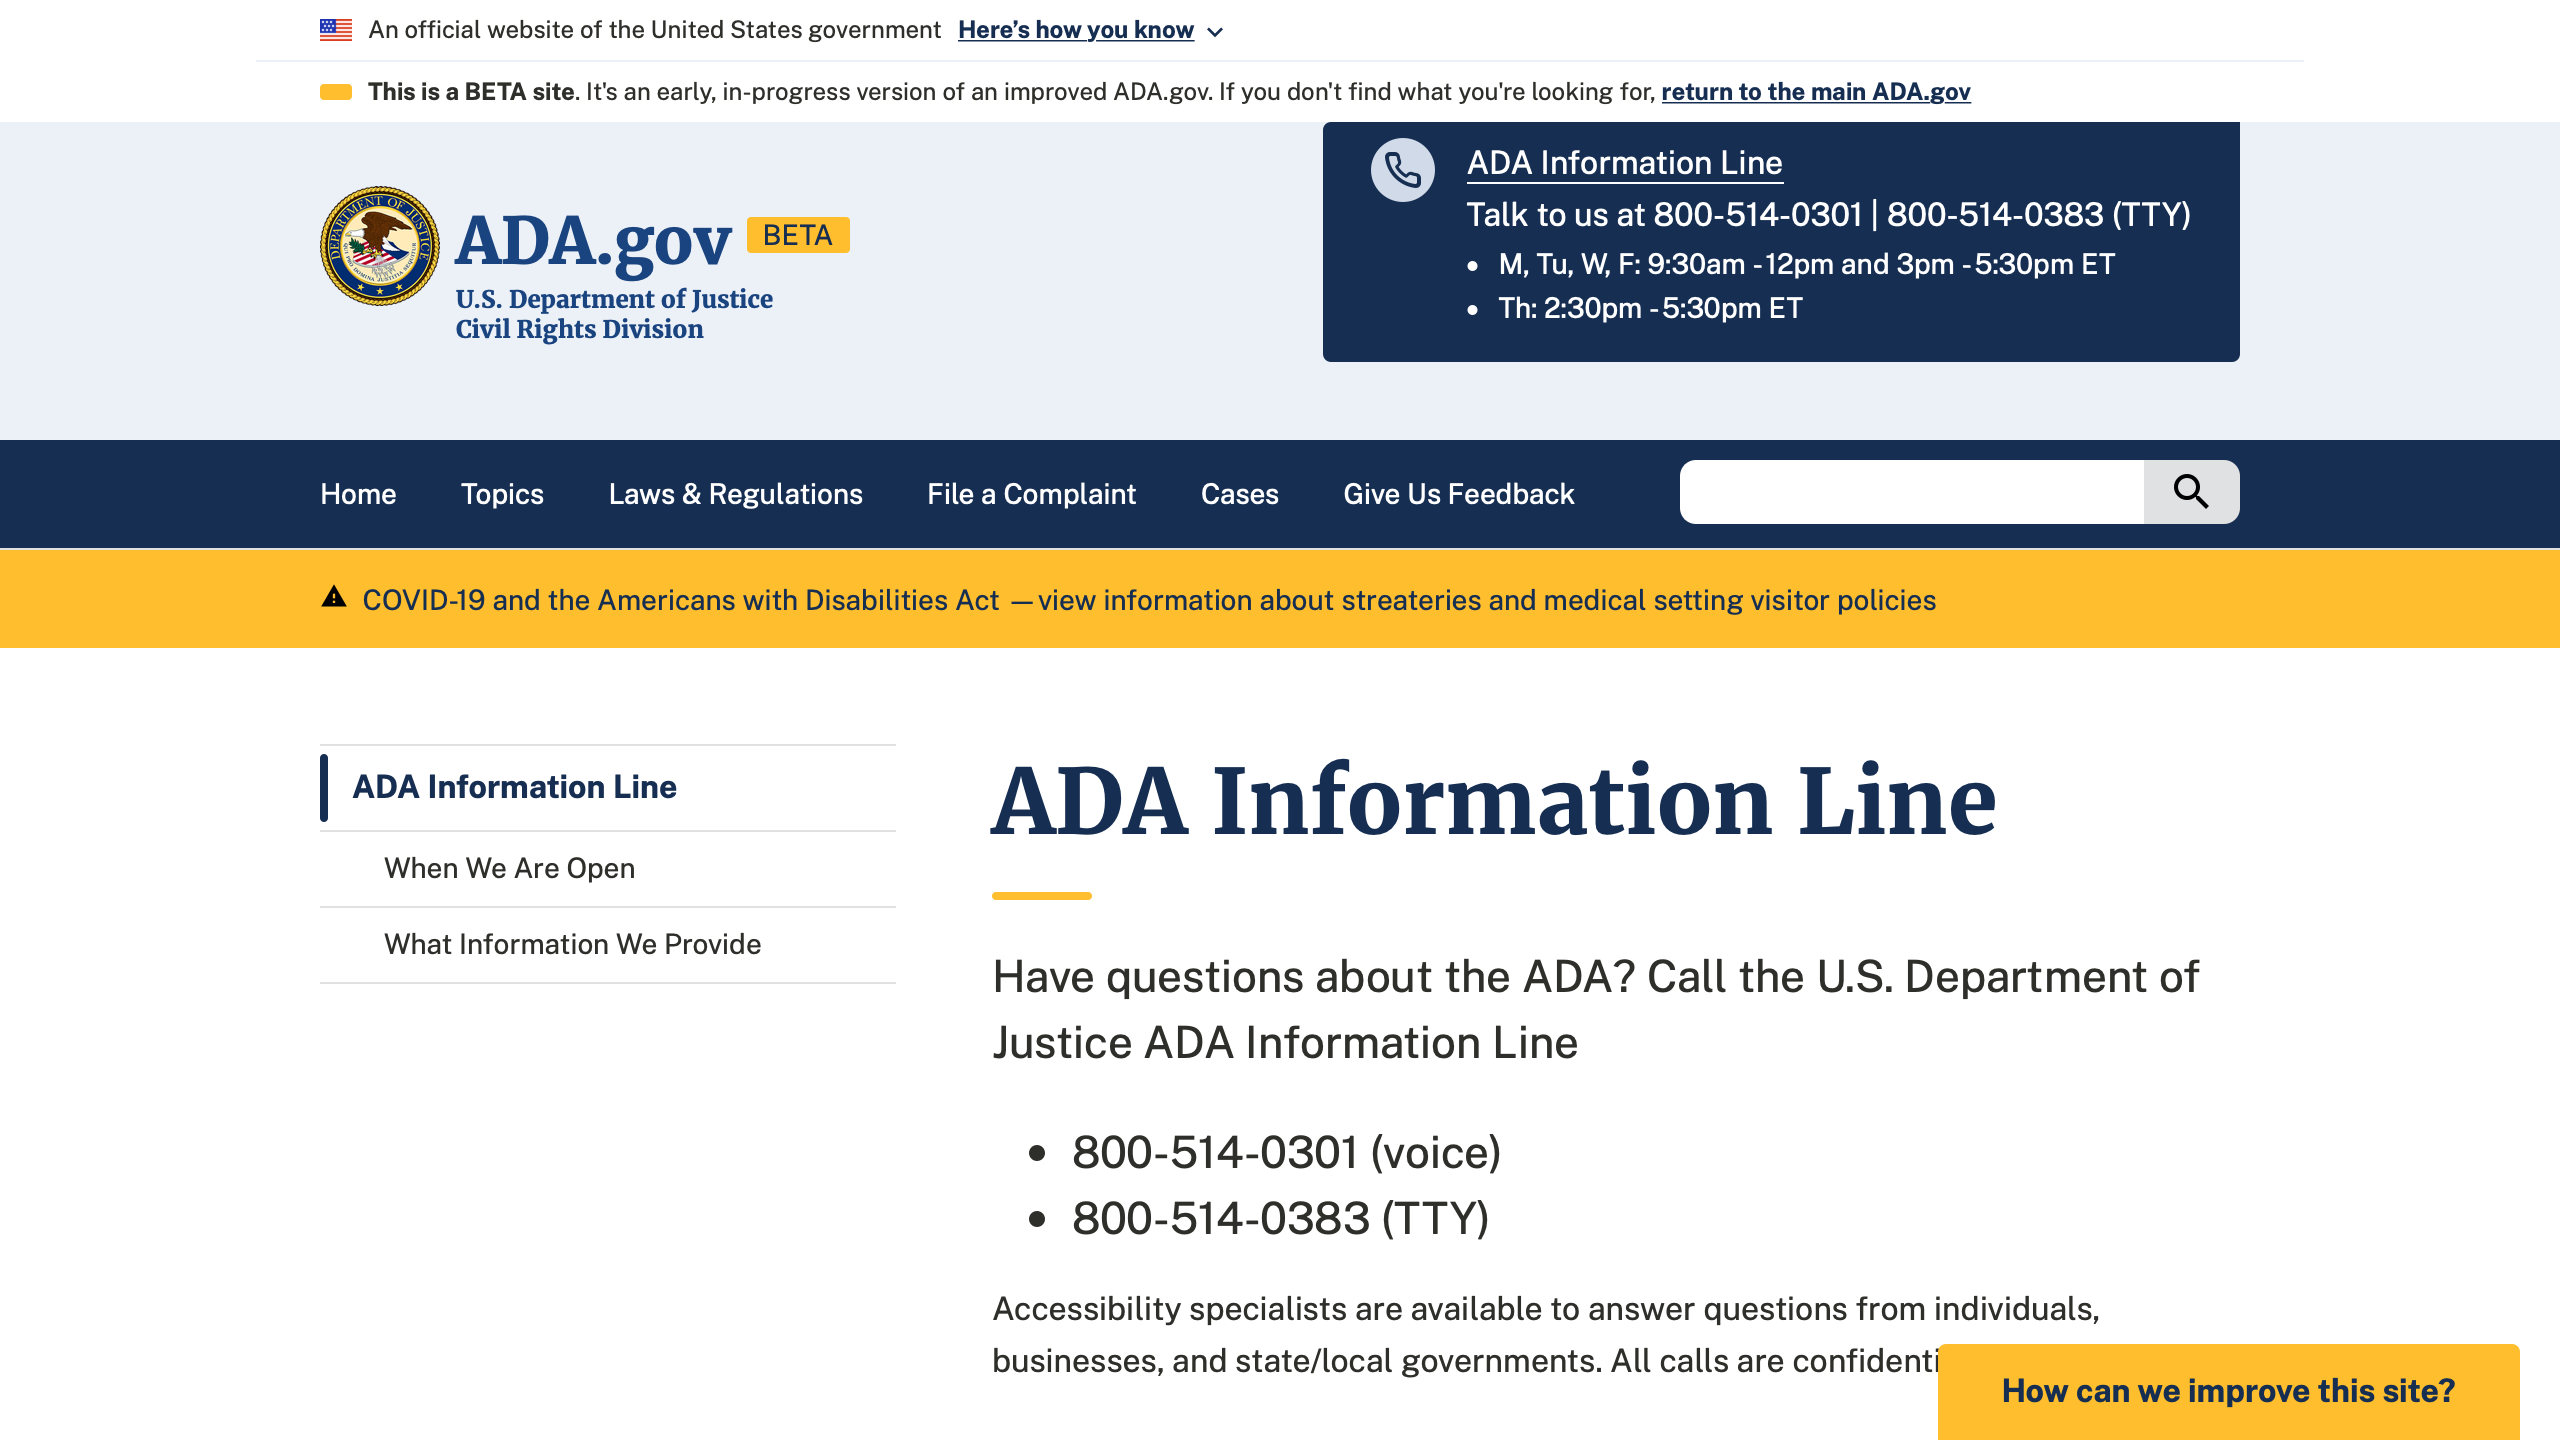 An official website of the United States government Here’s how you know
This is a BETA site. It's an early, in-progress version of an improved ADA.gov. If you don't find what you're looking for, return to the main ADA.gov
ADA.gov BETA
U.S. Department of Justice
Civil Rights Division
ADA Information Line
Talk to us at 800-514-0301 | 800-514-0383 (TTY)
• M, Tu, W, F: 9:30am - 12pm and 3pm - 5:30pm ET
• Th: 2:30pm - 5:30pm ET
Home Topics Laws & Regulations File a Complaint Cases Give Us Feedback
COVID-19 and the Americans with Disabilities Act — view information about streateries and medical setting visitor policies
ADA Information Line
When We Are Open
What Information We Provide
ADA Information Line
Have questions about the ADA? Call the U.S. Department of
Justice ADA Information Line
• 800-514-0301 (voice)
• 800-514-0383 (TTY)
Accessibility specialists are available to answer questions from individuals,
businesses, and state/local governments. All calls are confidenti
How can we improve this site?